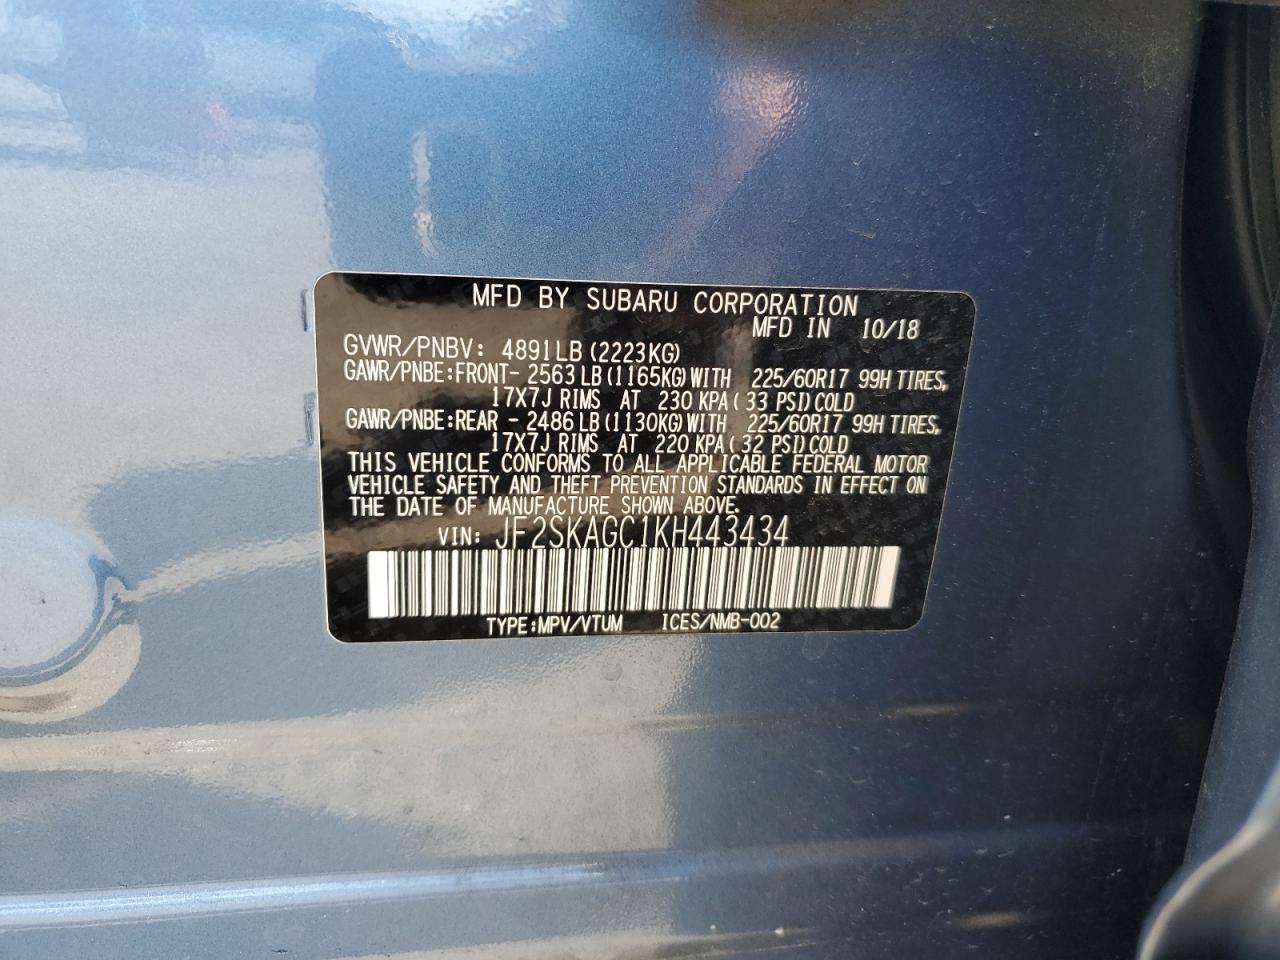 MFD BY SUBARU CORPORATION
MFD IN 10/18
GVWR/PNBV: 4891LB (2223KG)
GAWR/PNBE:FRONT- 2563 LB (1165KG) WITH 225/60R17 99H TIRES,
17X7J RIMS AT 230 KPA ( 33 PSI) COLD
GAWR/PNBE:REAR - 2486 LB (1130KG) WITH 225/60R17 99H TIRES,
17X7J RIMS AT 220 KPA ( 32 PSI) COLD
THIS VEHICLE CONFORMS TO ALL APPLICABLE FEDERAL MOTOR
VEHICLE SAFETY AND THEFT PREVENTION STANDARDS IN EFFECT ON
THE DATE OF MANUFACTURE SHOWN ABOVE.
VIN: JF2SKAGC1KH443434
TYPE:MPV/VTUM ICES/NMB-002